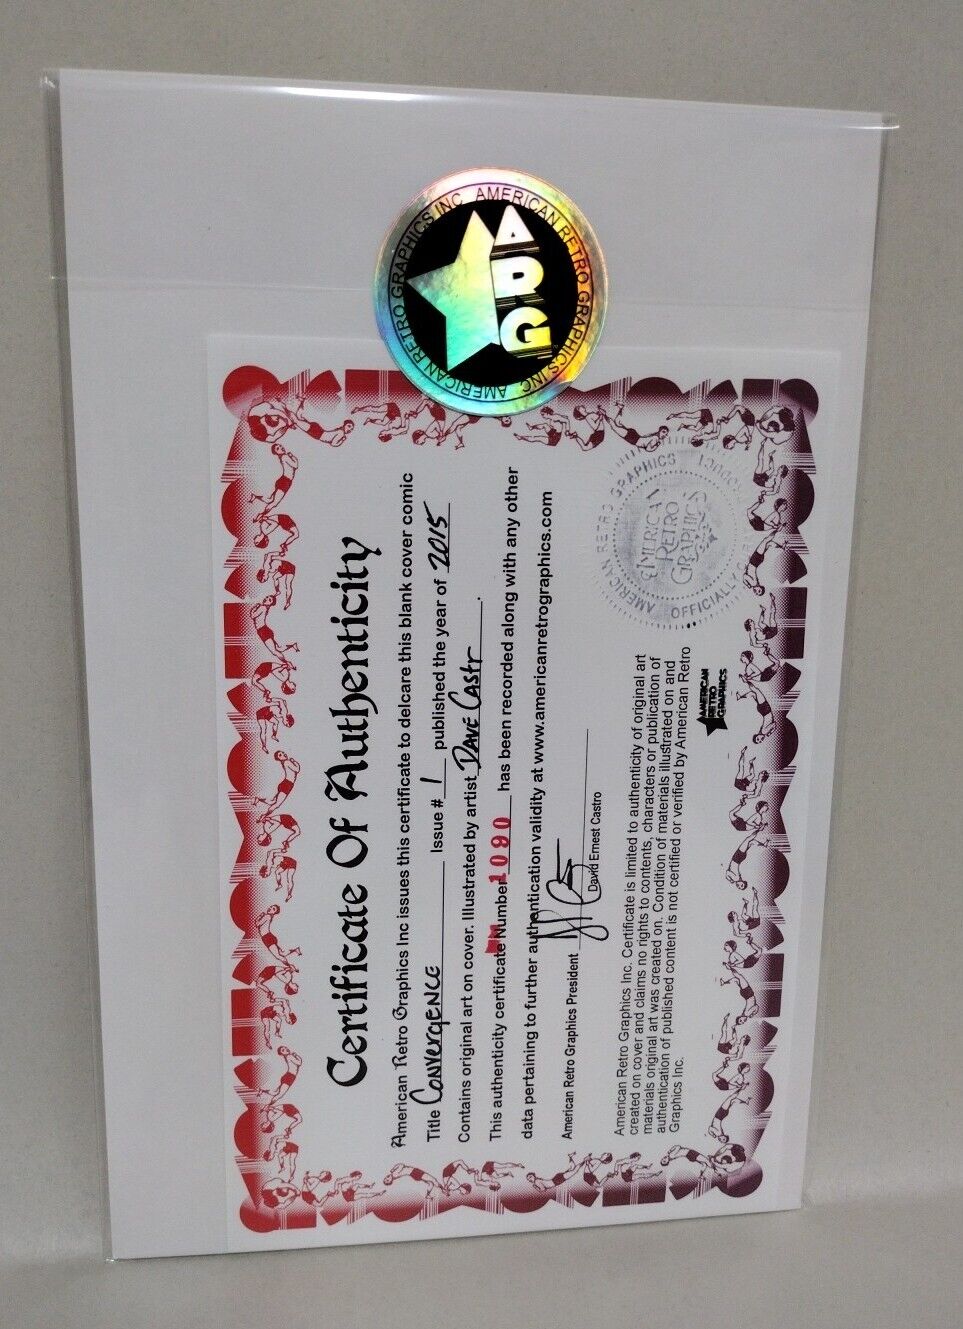 AMERICAN RETRO GRAPHICS INC. AMERICAN RETRO GRAPHICS INC.
ARG
Certificate Of Authenticity
American Retro Graphics Inc issues this certificate to delcare this blank cover comic
Title Convergence Issue # 1 published the year of 2015
Contains original art on cover. Illustrated by artist Dave Castr.
This authenticity certificate Number 1090 has been recorded along with any other
data pertaining to further authentication validity at www.americanretrographics.com
American Retro Graphics President
David Ernest Castro
American Retro Graphics Inc. Certificate is limited to authenticity of original art
created on cover and claims no rights to contents, characters or publication of
materials original art was created on. Condition of materials illustrated on and
authentication of published content is not certified or verified by American Retro
Graphics Inc.
AMERICAN
RETRO
GRAPHICS
AMERICAN RETRO GRAPHICS
OFFICIALLY
PRODUCT
AMERICAN
RETRO
GRAPHICS